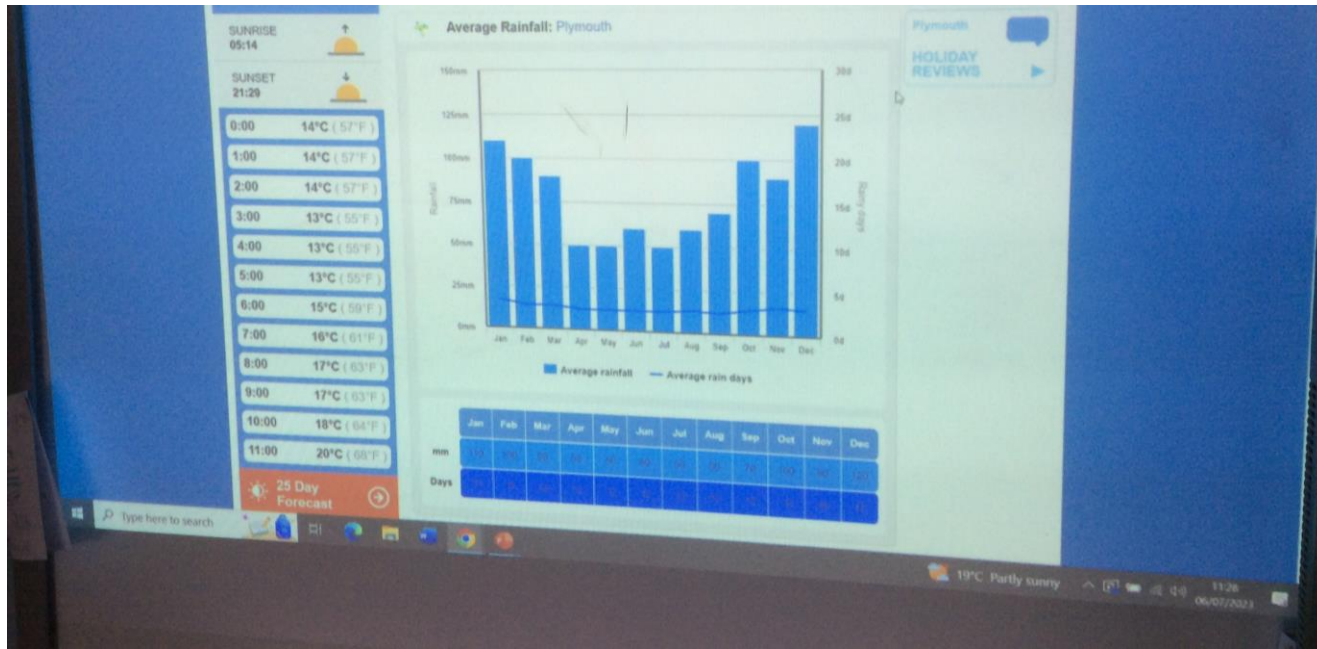 SUNRISE
05:14
SUNSET
21:29
0:00 14°C ( 57°F )
1:00 14°C ( 57°F )
2:00 14°C ( 57°F )
3:00 13°C ( 55°F )
4:00 13°C ( 55°F )
5:00 13°C ( 55°F )
6:00 15°C ( 59°F )
7:00 16°C ( 61°F )
8:00 17°C ( 63°F )
9:00 17°C ( 63°F )
10:00 18°C ( 64°F )
11:00 20°C ( 68°F )
25 Day
Forecast
Average Rainfall: Plymouth
150mm 30d
125mm 25d
100mm 20d
75mm 15d
50mm 10d
25mm 5d
0mm 0d
Rainfall
Rainy days
Jan Feb Mar Apr May Jun Jul Aug Sep Oct Nov Dec
Average rainfall Average rain days
Jan Feb Mar Apr May Jun Jul Aug Sep Oct Nov Dec
mm
Days
Plymouth
HOLIDAY
REVIEWS
Type here to search
19°C Partly sunny
11:26
06/07/2023